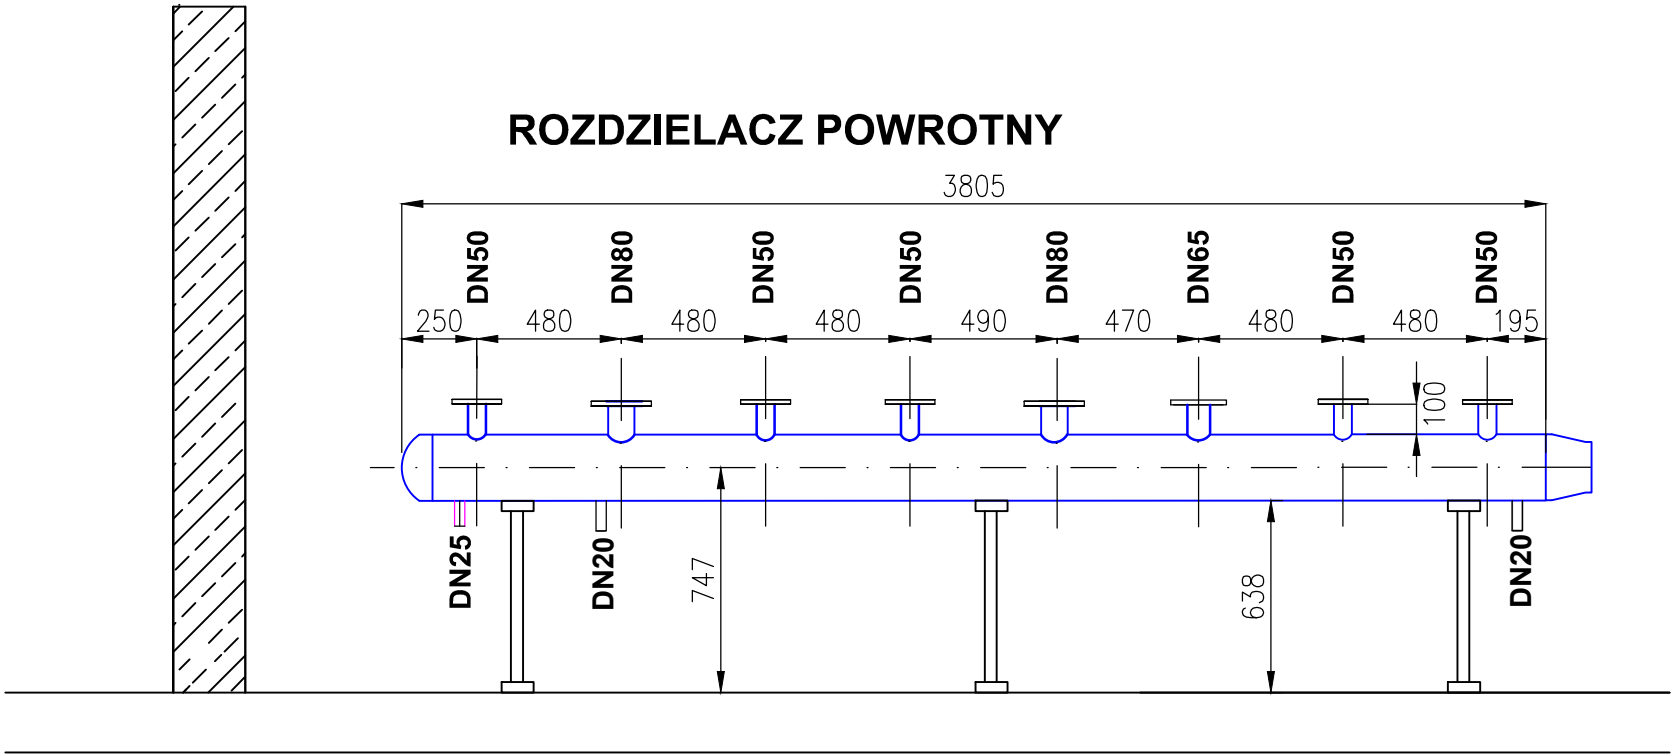 ROZDZIELACZ POWROTNY
3805
DN50 DN80 DN50 DN50 DN80 DN65 DN50 DN50
250 480 480 480 490 470 480 480 195
100
DN25 DN20 747 638 DN20